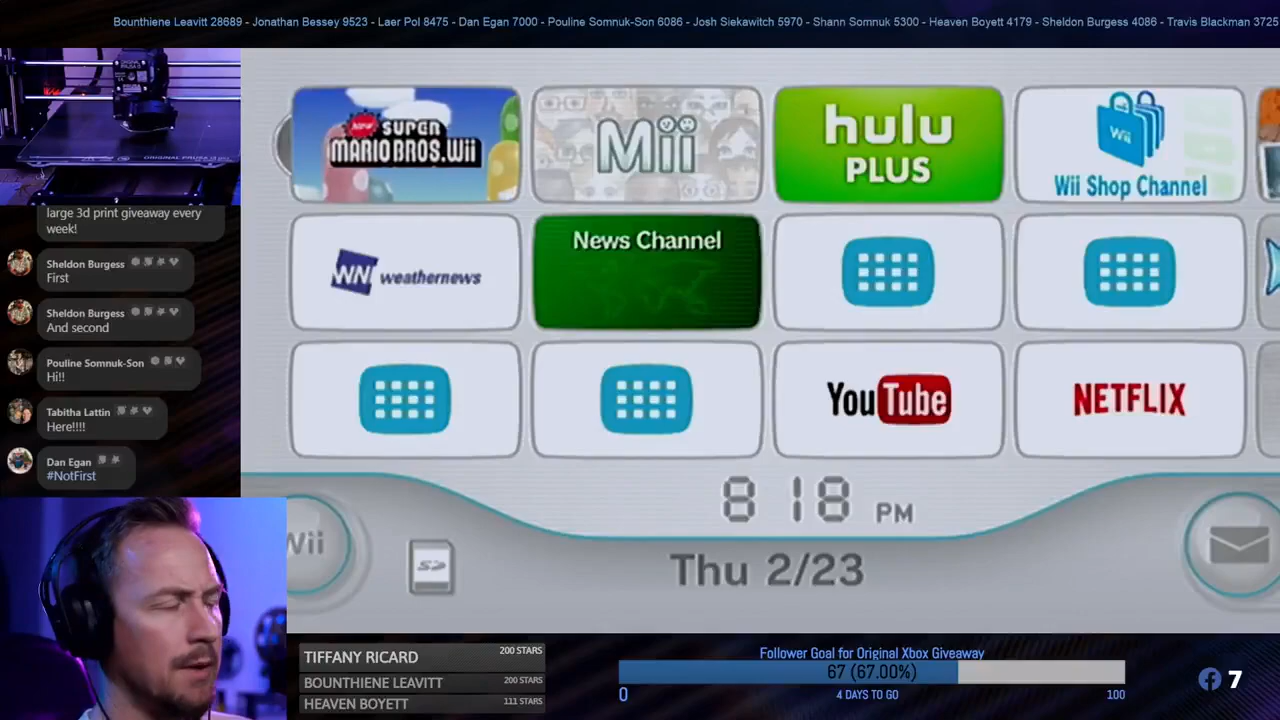 Bounthiene Leavitt 28689 - Jonathan Bessey 9523 - Laer Pol 8475 - Dan Egan 7000 - Pouline Somnuk-Son 6086 - Josh Siekawitch 5970 - Shann Somnuk 5300 - Heaven Boyett 4179 - Sheldon Burgess 4086 - Travis Blackman 3725
large 3d print giveaway every
week!
Sheldon Burgess
First
Sheldon Burgess
And second
Pouline Somnuk-Son
Hi!!
Tabitha Lattin
Here!!!!
Dan Egan
#NotFirst
NEW SUPER
MARIO BROS. Wii
Mii
hulu
PLUS
Wii
Wii Shop Channel
WN weathernews
News Channel
YouTube
NETFLIX
8 18 PM
Wii
SD
Thu 2/23
TIFFANY RICARD 200 STARS
BOUNTHIENE LEAVITT 200 STARS
HEAVEN BOYETT 111 STARS
Follower Goal for Original Xbox Giveaway
67 (67.00%)
0 4 DAYS TO GO 100
7